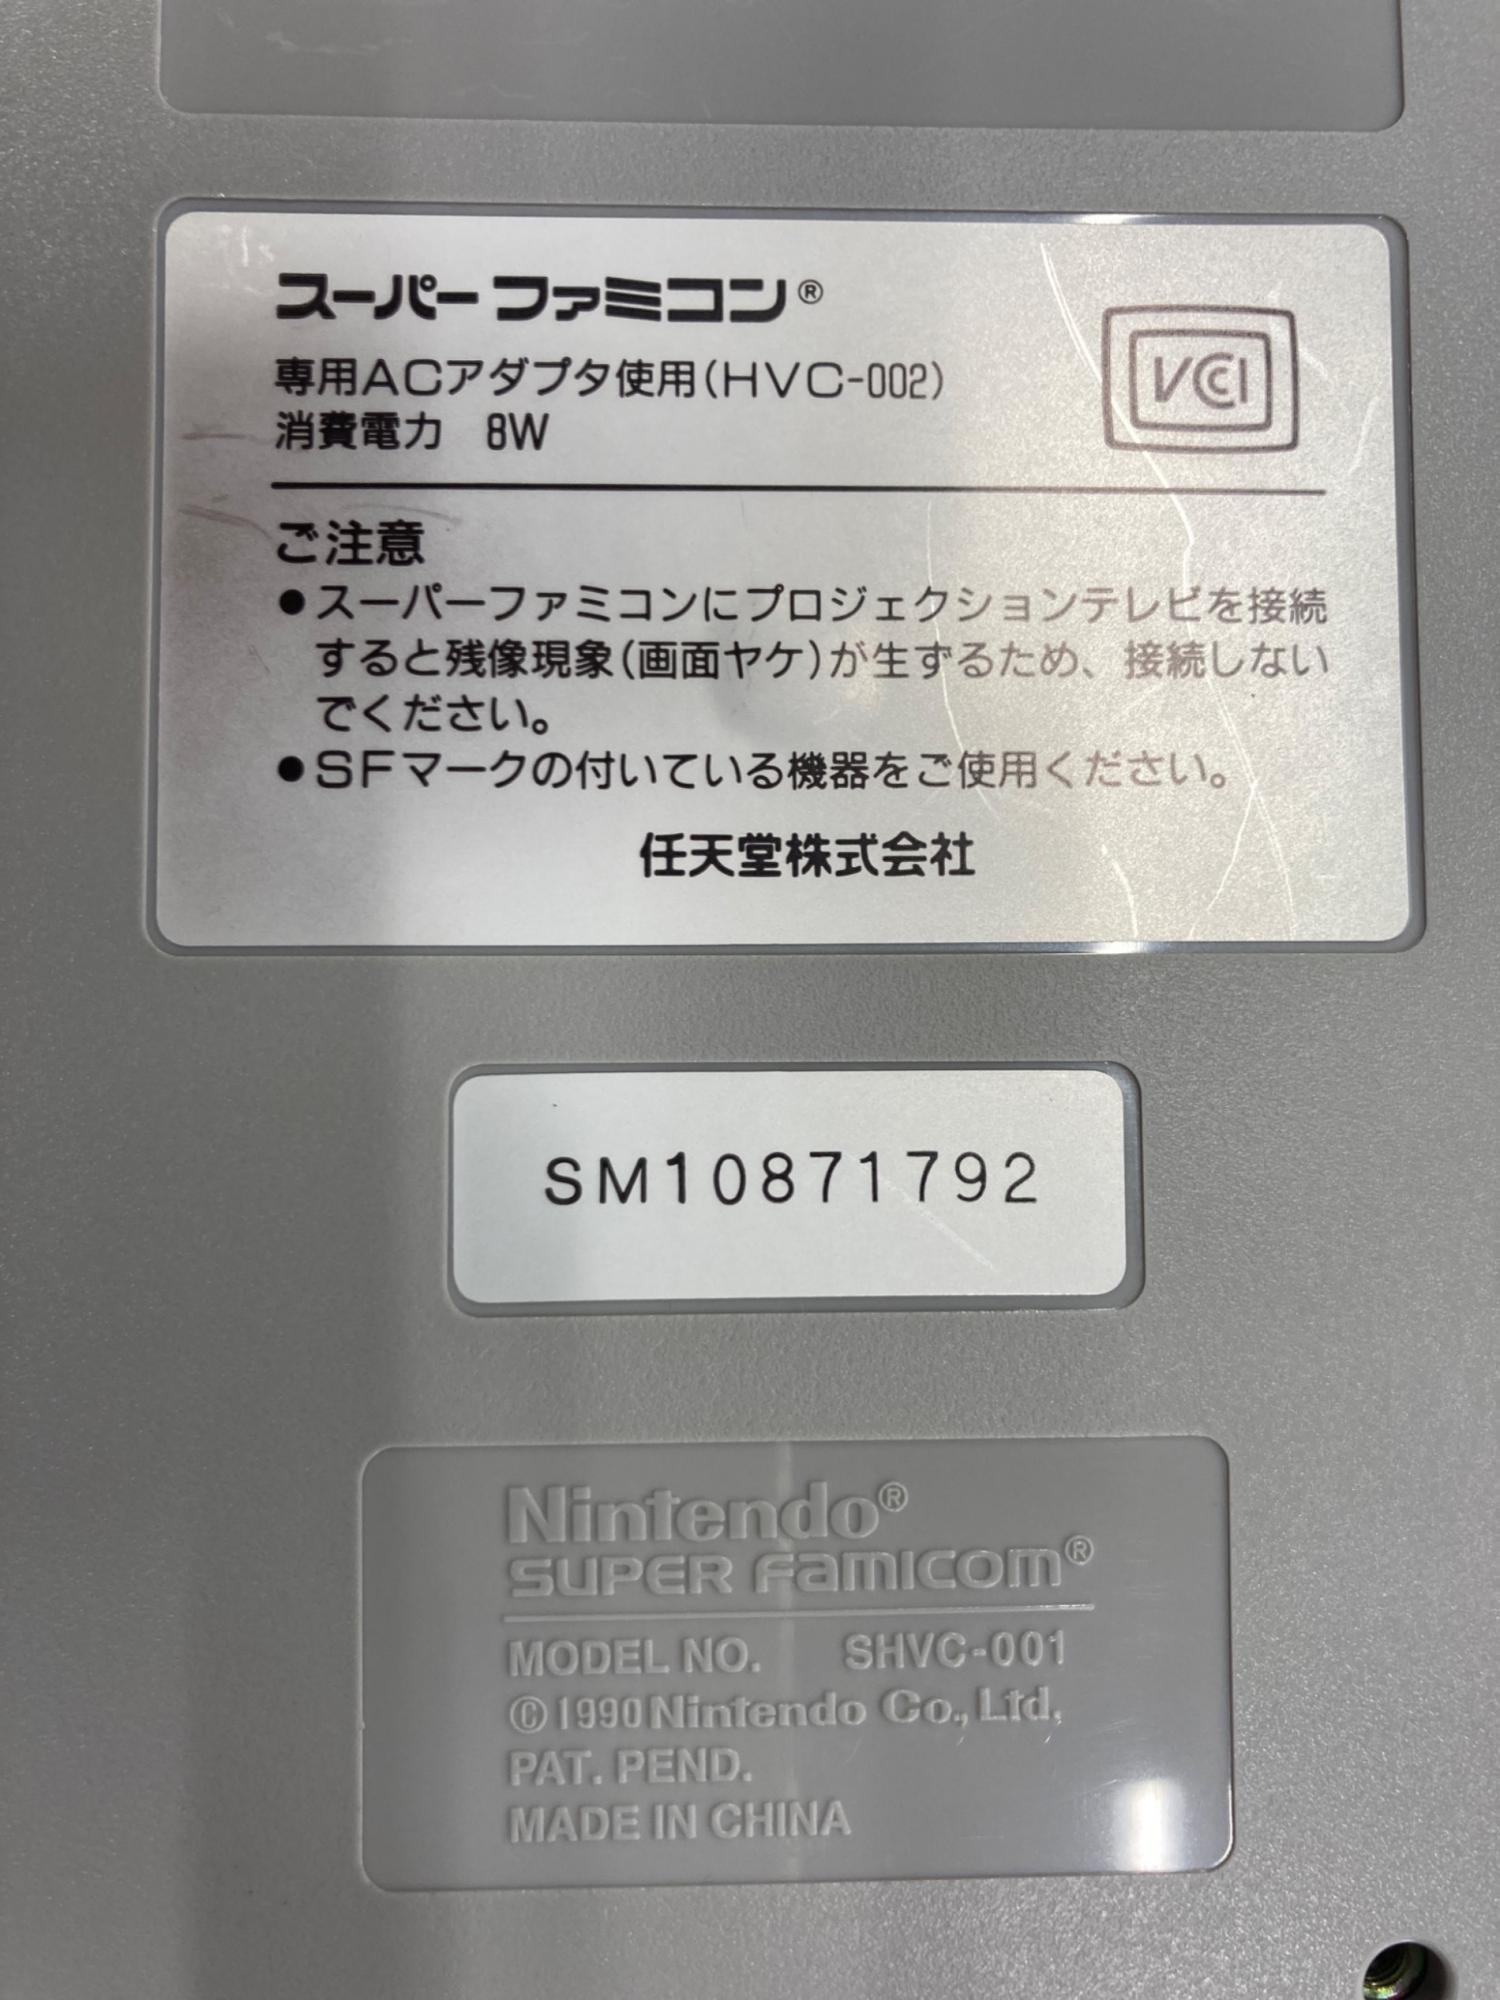 スーパーファミコン®
専用ACアダプタ使用(HVC-002)
消費電力 8W
VCCI
ご注意
●スーパーファミコンにプロジェクションテレビを接続
すると残像現象(画面ヤケ)が生ずるため、接続しない
でください。
●SFマークの付いている機器をご使用ください。
任天堂株式会社
SM10871792
Nintendo®
SUPER Famicom®
MODEL NO. SHVC-001
©1990 Nintendo Co., Ltd.
PAT. PEND.
MADE IN CHINA